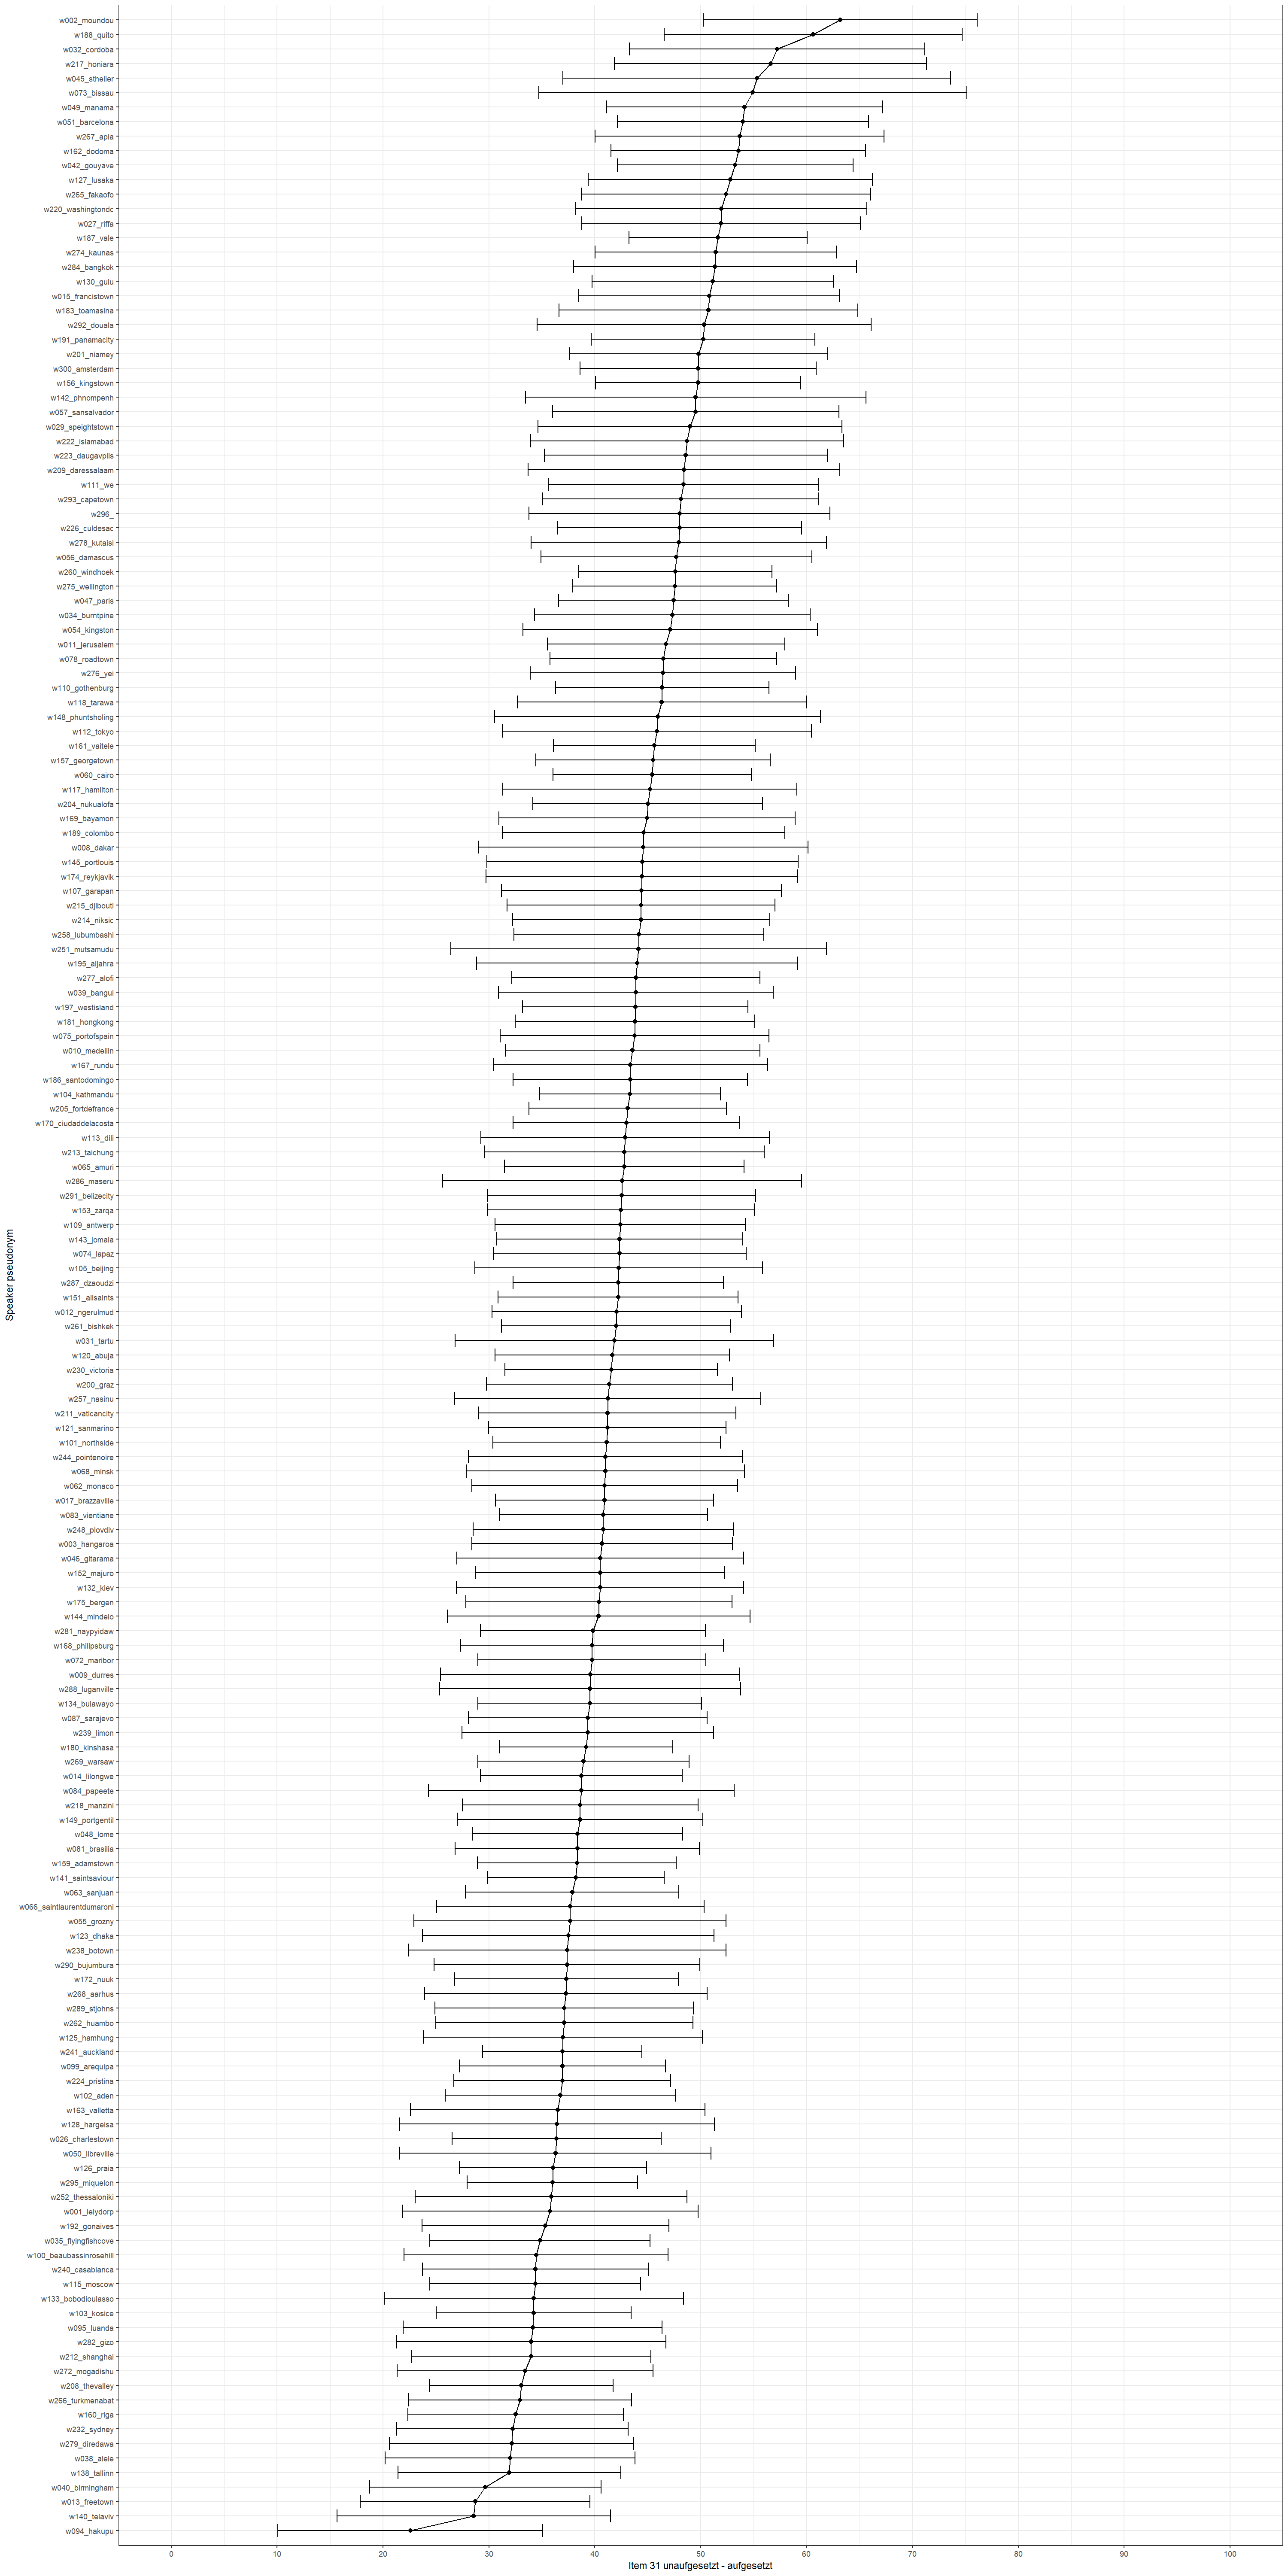 w002_moundou
w188_quito
w032_cordoba
w217_honiara
w045_sthelier
w073_bissau
w049_manama
w051_barcelona
w267_apia
w162_dodoma
w042_gouyave
w127_lusaka
w265_fakaofo
w220_washingtondc
w027_riffa
w187_vale
w274_kaunas
w284_bangkok
w130_gulu
w015_francistown
w183_toamasina
w292_douala
w191_panamacity
w201_niamey
w300_amsterdam
w156_kingstown
w142_phnompenh
w057_sansalvador
w029_speightstown
w222_islamabad
w223_daugavpils
w209_daressalaam
w111_we
w293_capetown
w296_
w226_culdesac
w278_kutaisi
w056_damascus
w260_windhoek
w275_wellington
w047_paris
w034_burntpine
w054_kingston
w011_jerusalem
w078_roadtown
w276_yei
w110_gothenburg
w118_tarawa
w148_phuntsholing
w112_tokyo
w161_vaitele
w157_georgetown
w060_cairo
w117_hamilton
w204_nukualofa
w169_bayamon
w189_colombo
w008_dakar
w145_portlouis
w174_reykjavik
w107_garapan
w215_djibouti
w214_niksic
w258_lubumbashi
w251_mutsamudu
w195_aljahra
w277_alofi
w039_bangui
w197_westisland
w181_hongkong
w075_portofspain
w010_medellin
w167_rundu
w186_santodomingo
w104_kathmandu
w205_fortdefrance
w170_ciudaddelacosta
w113_dili
w213_taichung
w065_amuri
w286_maseru
w291_belizecity
w153_zarqa
w109_antwerp
w143_jomala
w074_lapaz
w105_beijing
w287_dzaoudzi
w151_allsaints
w012_ngerulmud
w261_bishkek
w031_tartu
w120_abuja
w230_victoria
w200_graz
w257_nasinu
w211_vaticancity
w121_sanmarino
w101_northside
w244_pointenoire
w068_minsk
w062_monaco
w017_brazzaville
w083_vientiane
w248_plovdiv
w003_hangaroa
w046_gitarama
w152_majuro
w132_kiev
w175_bergen
w144_mindelo
w281_naypyidaw
w168_philipsburg
w072_maribor
w009_durres
w288_luganville
w134_bulawayo
w087_sarajevo
w239_limon
w180_kinshasa
w269_warsaw
w014_lilongwe
w084_papeete
w218_manzini
w149_portgentil
w048_lome
w081_brasilia
w159_adamstown
w141_saintsaviour
w063_sanjuan
w066_saintlaurentdumaroni
w055_grozny
w123_dhaka
w238_botown
w290_bujumbura
w172_nuuk
w268_aarhus
w289_stjohns
w262_huambo
w125_hamhung
w241_auckland
w099_arequipa
w224_pristina
w102_aden
w163_valletta
w128_hargeisa
w026_charlestown
w050_libreville
w126_praia
w295_miquelon
w252_thessaloniki
w001_lelydorp
w192_gonaives
w035_flyingfishcove
w100_beaubassinrosehill
w240_casablanca
w115_moscow
w133_bobodioulasso
w103_kosice
w095_luanda
w282_gizo
w212_shanghai
w272_mogadishu
w208_thevalley
w266_turkmenabat
w160_riga
w232_sydney
w279_diredawa
w038_alele
w138_tallinn
w040_birmingham
w013_freetown
w140_telaviv
w094_hakupu
Speaker pseudonym
0 10 20 30 40 50 60 70 80 90 100
Item 31 unaufgesetzt - aufgesetzt